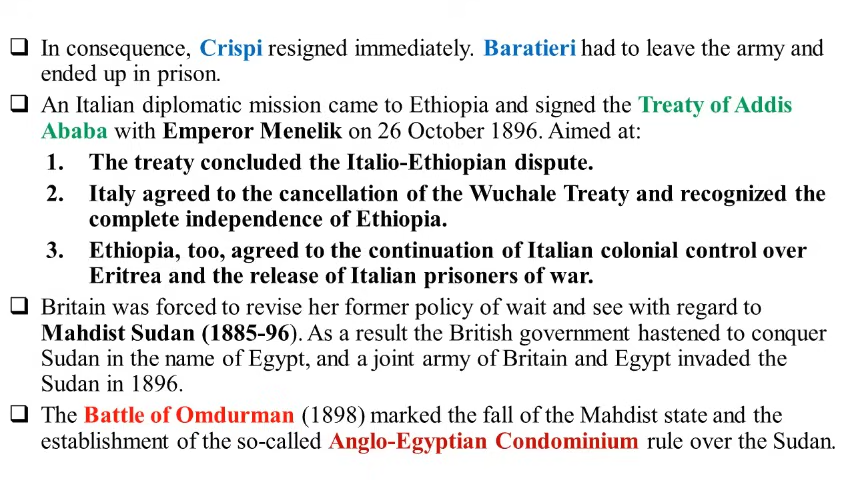 ❑ In consequence, Crispi resigned immediately. Baratieri had to leave the army and
ended up in prison.
❑ An Italian diplomatic mission came to Ethiopia and signed the Treaty of Addis
Ababa with Emperor Menelik on 26 October 1896. Aimed at:
1. The treaty concluded the Italio-Ethiopian dispute.
2. Italy agreed to the cancellation of the Wuchale Treaty and recognized the
complete independence of Ethiopia.
3. Ethiopia, too, agreed to the continuation of Italian colonial control over
Eritrea and the release of Italian prisoners of war.
❑ Britain was forced to revise her former policy of wait and see with regard to
Mahdist Sudan (1885-96). As a result the British government hastened to conquer
Sudan in the name of Egypt, and a joint army of Britain and Egypt invaded the
Sudan in 1896.
❑ The Battle of Omdurman (1898) marked the fall of the Mahdist state and the
establishment of the so-called Anglo-Egyptian Condominium rule over the Sudan.